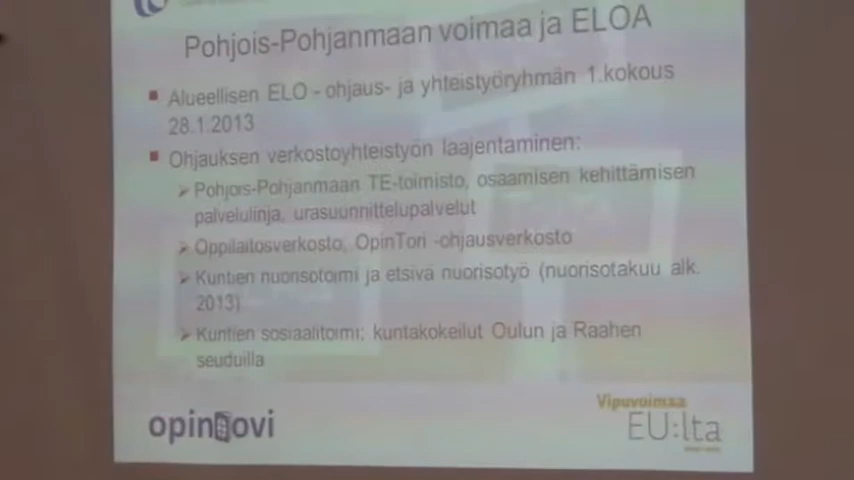 Pohjois-Pohjanmaan voimaa ja ELOA
Alueellisen ELO - ohjaus- ja yhteistyöryhmän 1.kokous
28.1.2013
Ohjauksen verkostoyhteistyön laajentaminen:
Pohjois-Pohjanmaan TE-toimisto, osaamisen kehittämisen
palvelulinja, urasuunnittelupalvelut
Oppilaitosverkosto, OpinTori -ohjausverkosto
Kuntien nuorisotoimi ja etsivä nuorisotyö (nuorisotakuu alk.
2013)
Kuntien sosiaalitoimi; kuntakokeilut Oulun ja Raahen
seuduilla
opinovi
Vipuvoimaa
EU:lta